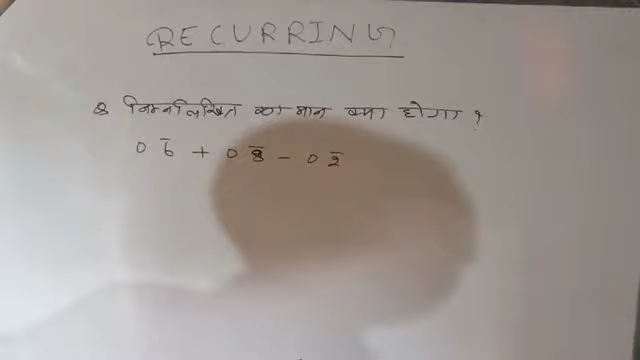 RECURRING
Q निम्नलिखित का मान क्या होगा ?
0 6̅ + 0 8̅ - 0 2̅